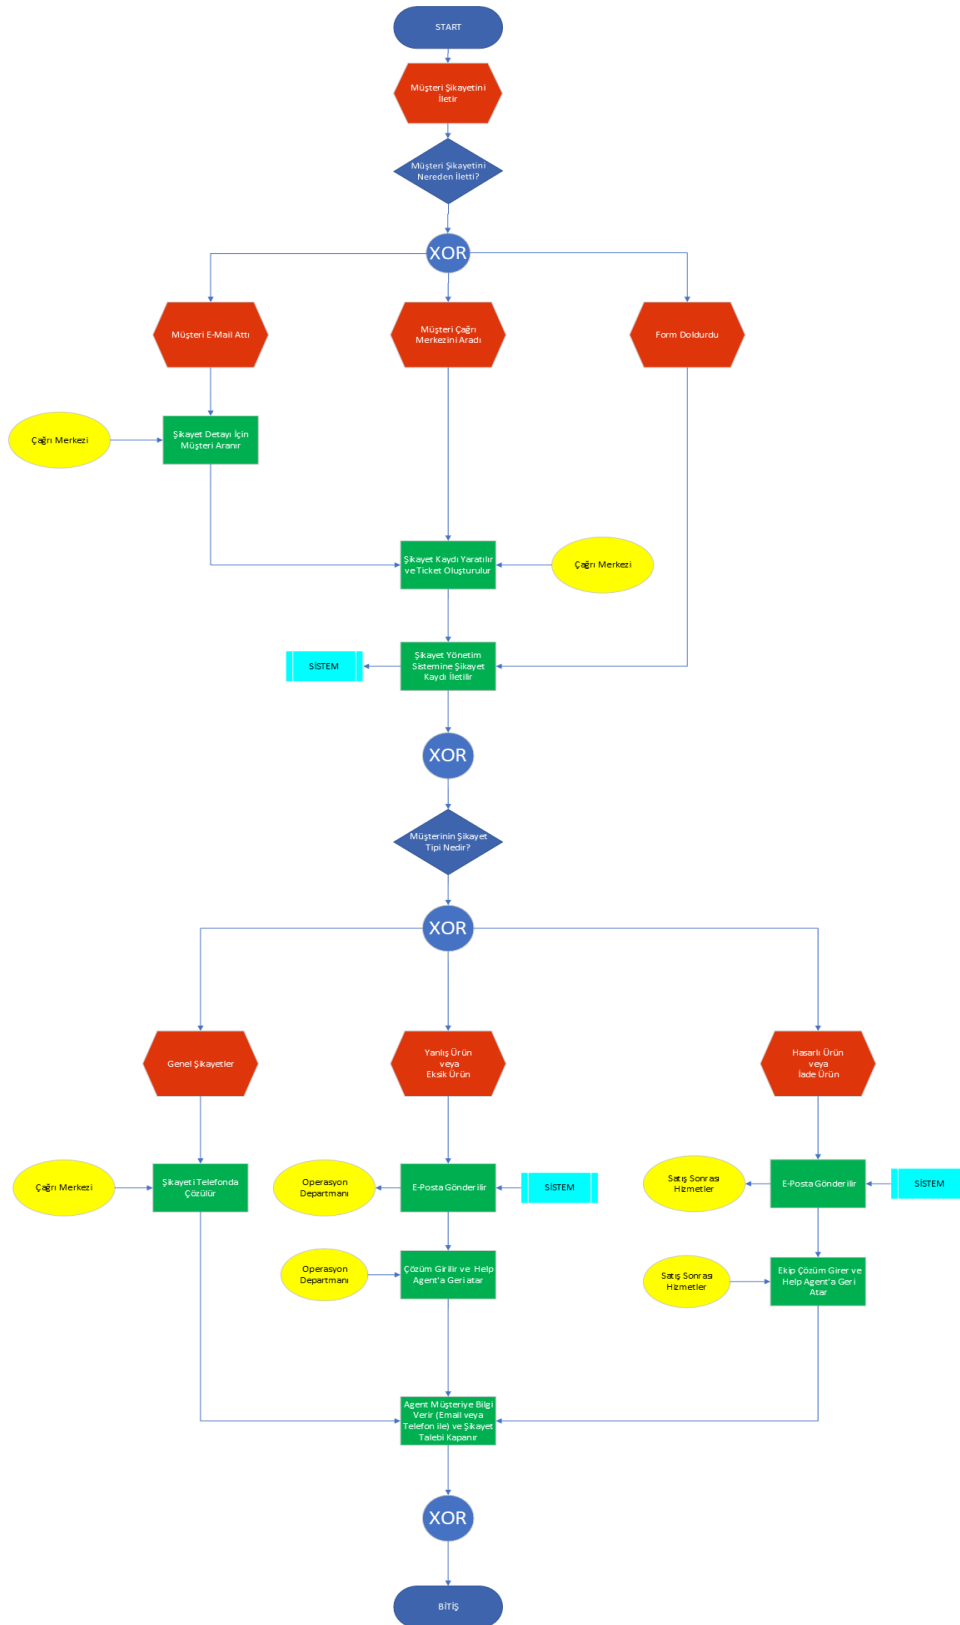 START
Müşteri Şikayetini
İletir
Müşteri Şikayetini
Nereden İletti?
XOR
Müşteri E-Mail Attı
Müşteri Çağrı
Merkezini Aradı
Form Doldurdu
Çağrı Merkezi
Şikayet Detayı İçin
Müşteri Aranır
Şikayet Kaydı Yaratılır
ve Ticket Oluşturulur
Çağrı Merkezi
SİSTEM
Şikayet Yönetim
Sistemine Şikayet
Kaydı İletilir
XOR
Müşterinin Şikayet
Tipi Nedir?
XOR
Genel Şikayetler
Yanlış Ürün
veya
Eksik Ürün
Hasarlı Ürün
veya
İade Ürün
Çağrı Merkezi
Şikayeti Telefonda
Çözülür
Operasyon
Departmanı
E-Posta Gönderilir
SİSTEM
Satış Sonrası
Hizmetler
E-Posta Gönderilir
SİSTEM
Operasyon
Departmanı
Çözüm Girilir ve Help
Agent'a Geri atar
Satış Sonrası
Hizmetler
Ekip Çözüm Girer ve
Help Agent'a Geri
Atar
Agent Müşteriye Bilgi
Verir (Email veya
Telefon ile) ve Şikayet
Talebi Kapanır
XOR
BİTİŞ